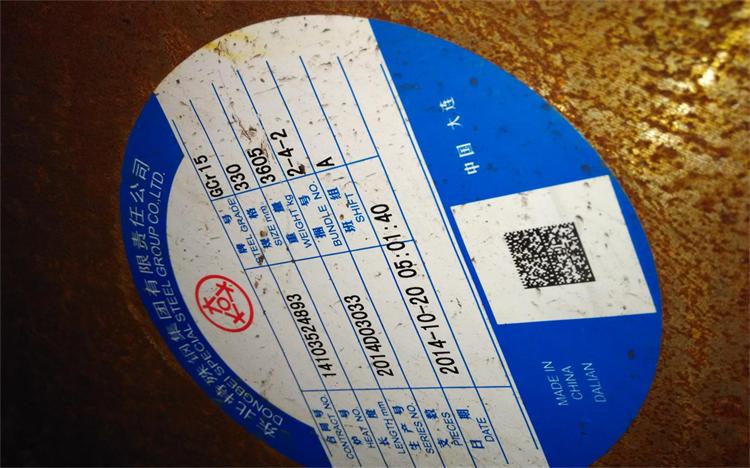 东北特殊钢集团有限责任公司
DONGBEI SPECIAL STEEL GROUP CO.,LTD.
合同号 14103524893 牌号 GCr15
CONTRACT NO. STEEL GRADE
炉号 2014D03033 规格 330
HEAT NO. SIZE mm
长度 重量 3605
LENGTH mm WEIGHT kg
生产号 捆号 2-4-2
SERIES NO. BUNDLE NO.
支数 班组 A
PIECES SHIFT
日期 2014-10-20 05:01:40
DATE
中国 大连
MADE IN
CHINA
DALIAN